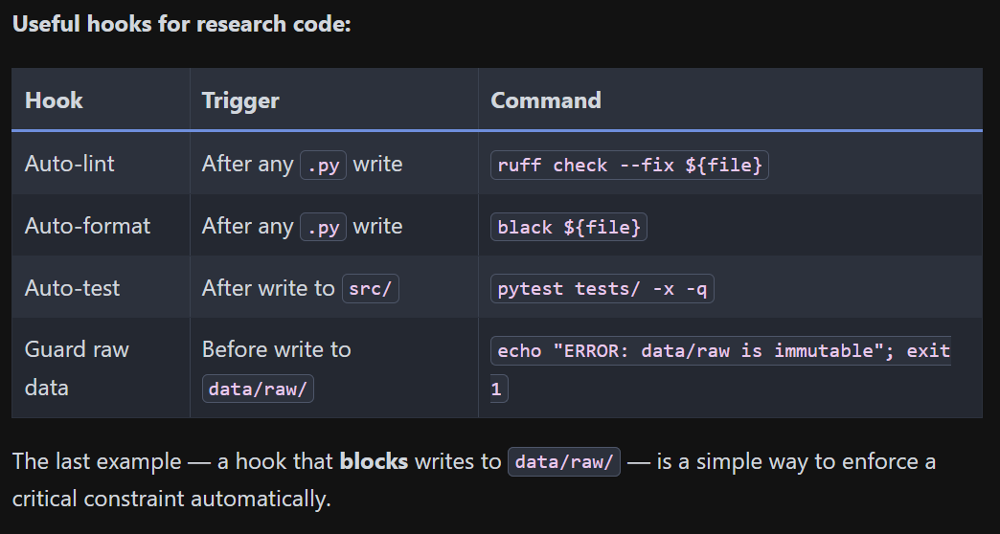 Useful hooks for research code:
Hook Trigger Command
Auto-lint After any .py write ruff check --fix ${file}
Auto-format After any .py write black ${file}
Auto-test After write to src/ pytest tests/ -x -q
Guard raw data Before write to data/raw/ echo "ERROR: data/raw is immutable"; exit 1
The last example — a hook that blocks writes to data/raw/ — is a simple way to enforce a
critical constraint automatically.